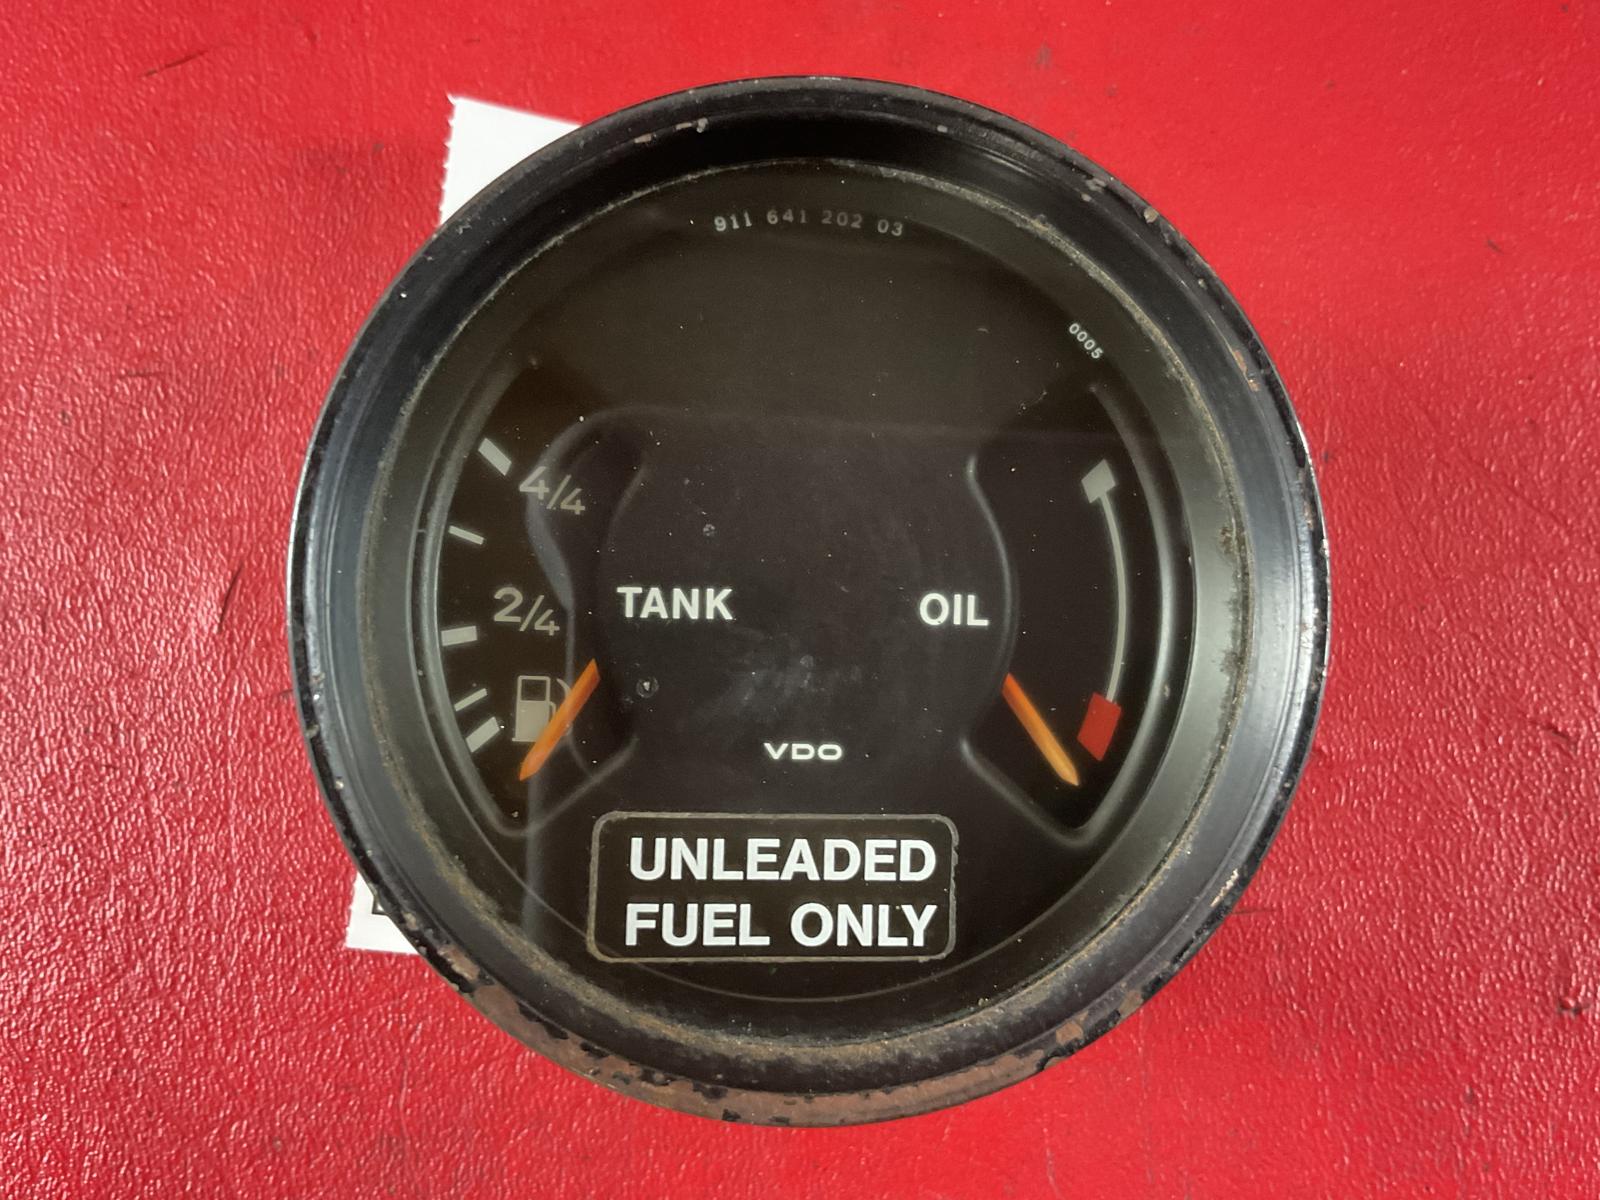 911 641 202 03
0005
4/4
2/4
TANK
OIL
VDO
UNLEADED
FUEL ONLY